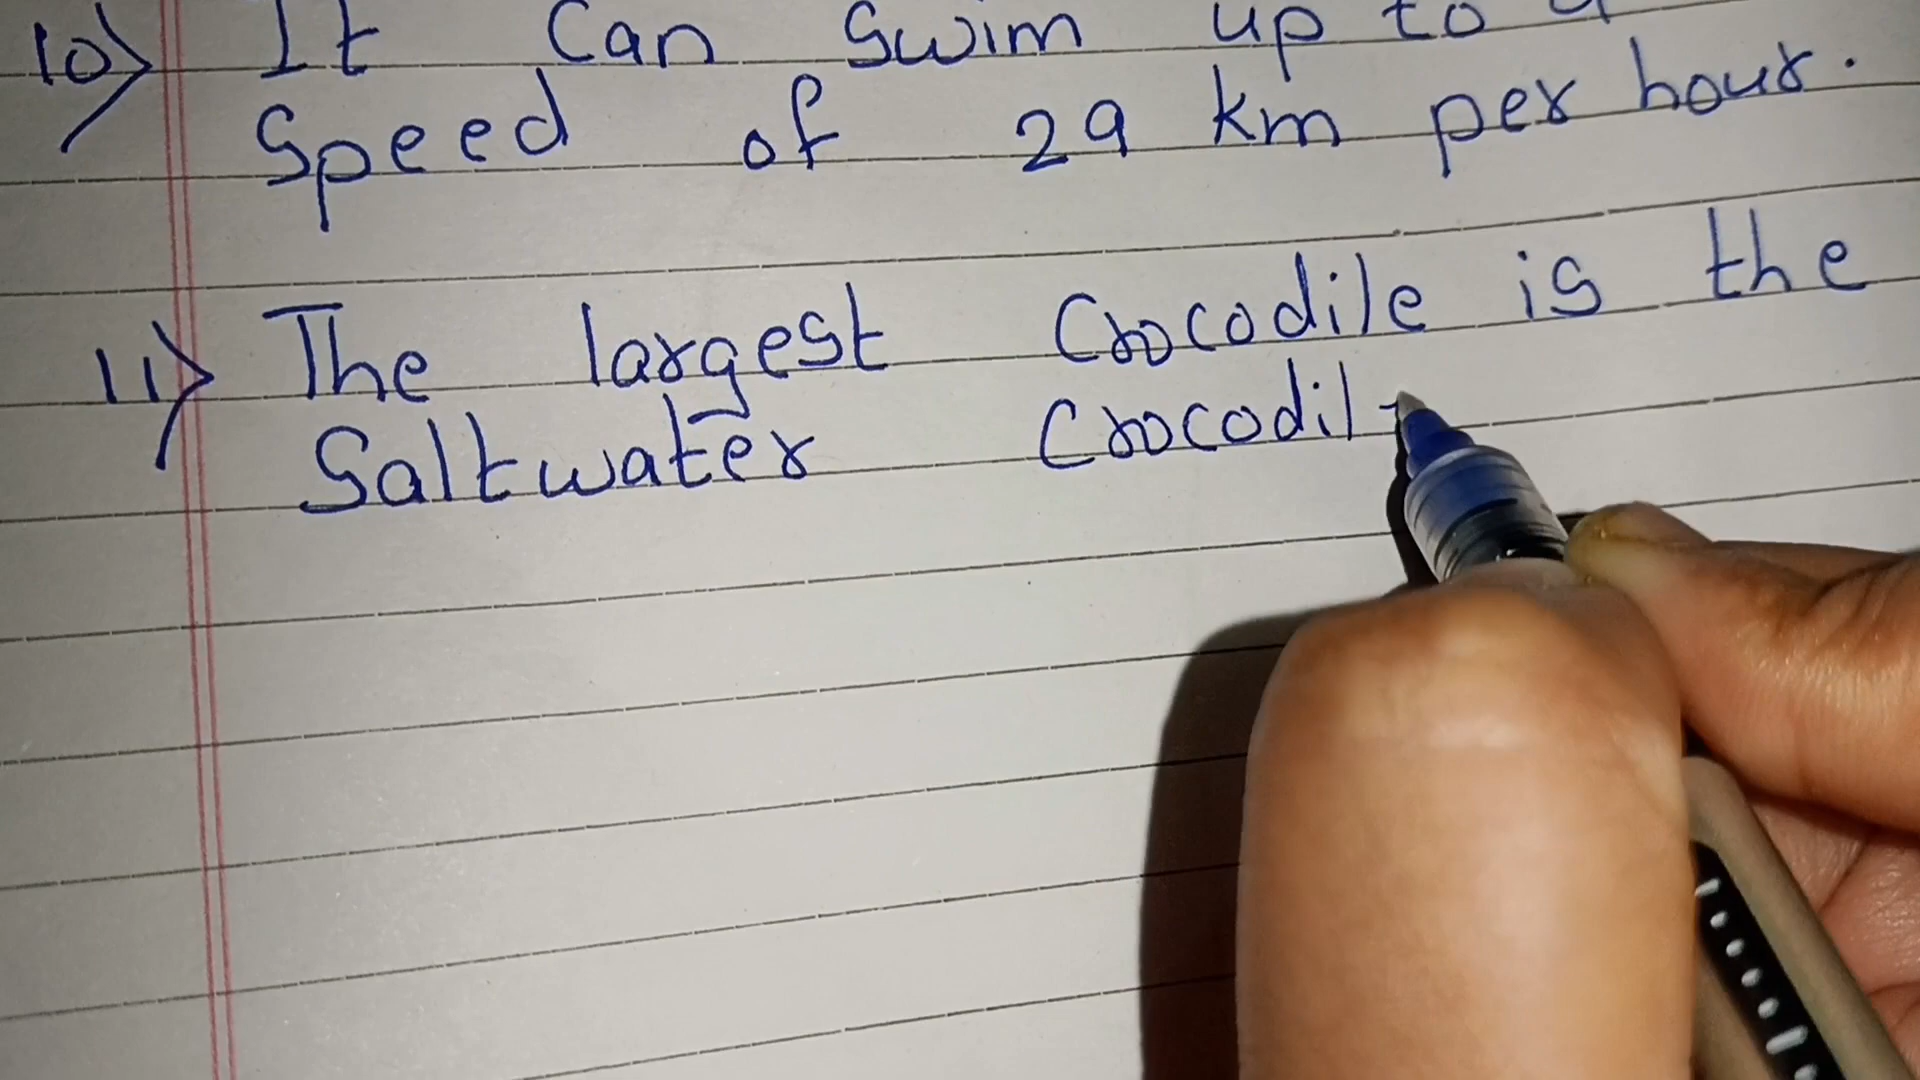 10) It Can Swim up to a
Speed of 29 km per hour.
11) The largest Crocodile is the
Saltwater Crocodil